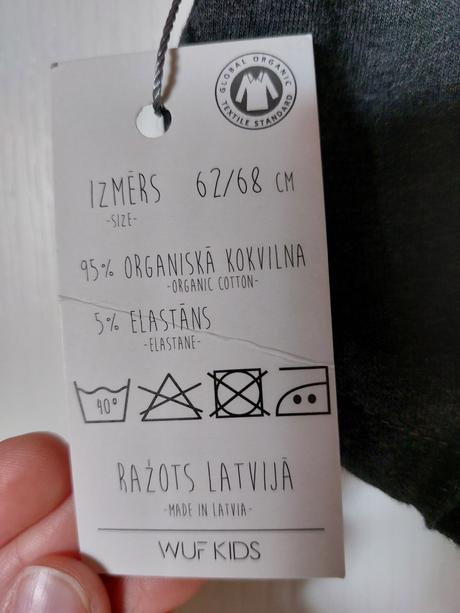 GLOBAL ORGANIC
TEXTILE STANDARD
IZMĒRS 62/68 CM
-SIZE-
95% ORGANISKĀ KOKVILNA
-ORGANIC COTTON-
5% ELASTĀNS
-ELASTANE-
40°
RAŽOTS LATVIJĀ
-MADE IN LATVIA-
WUF KIDS